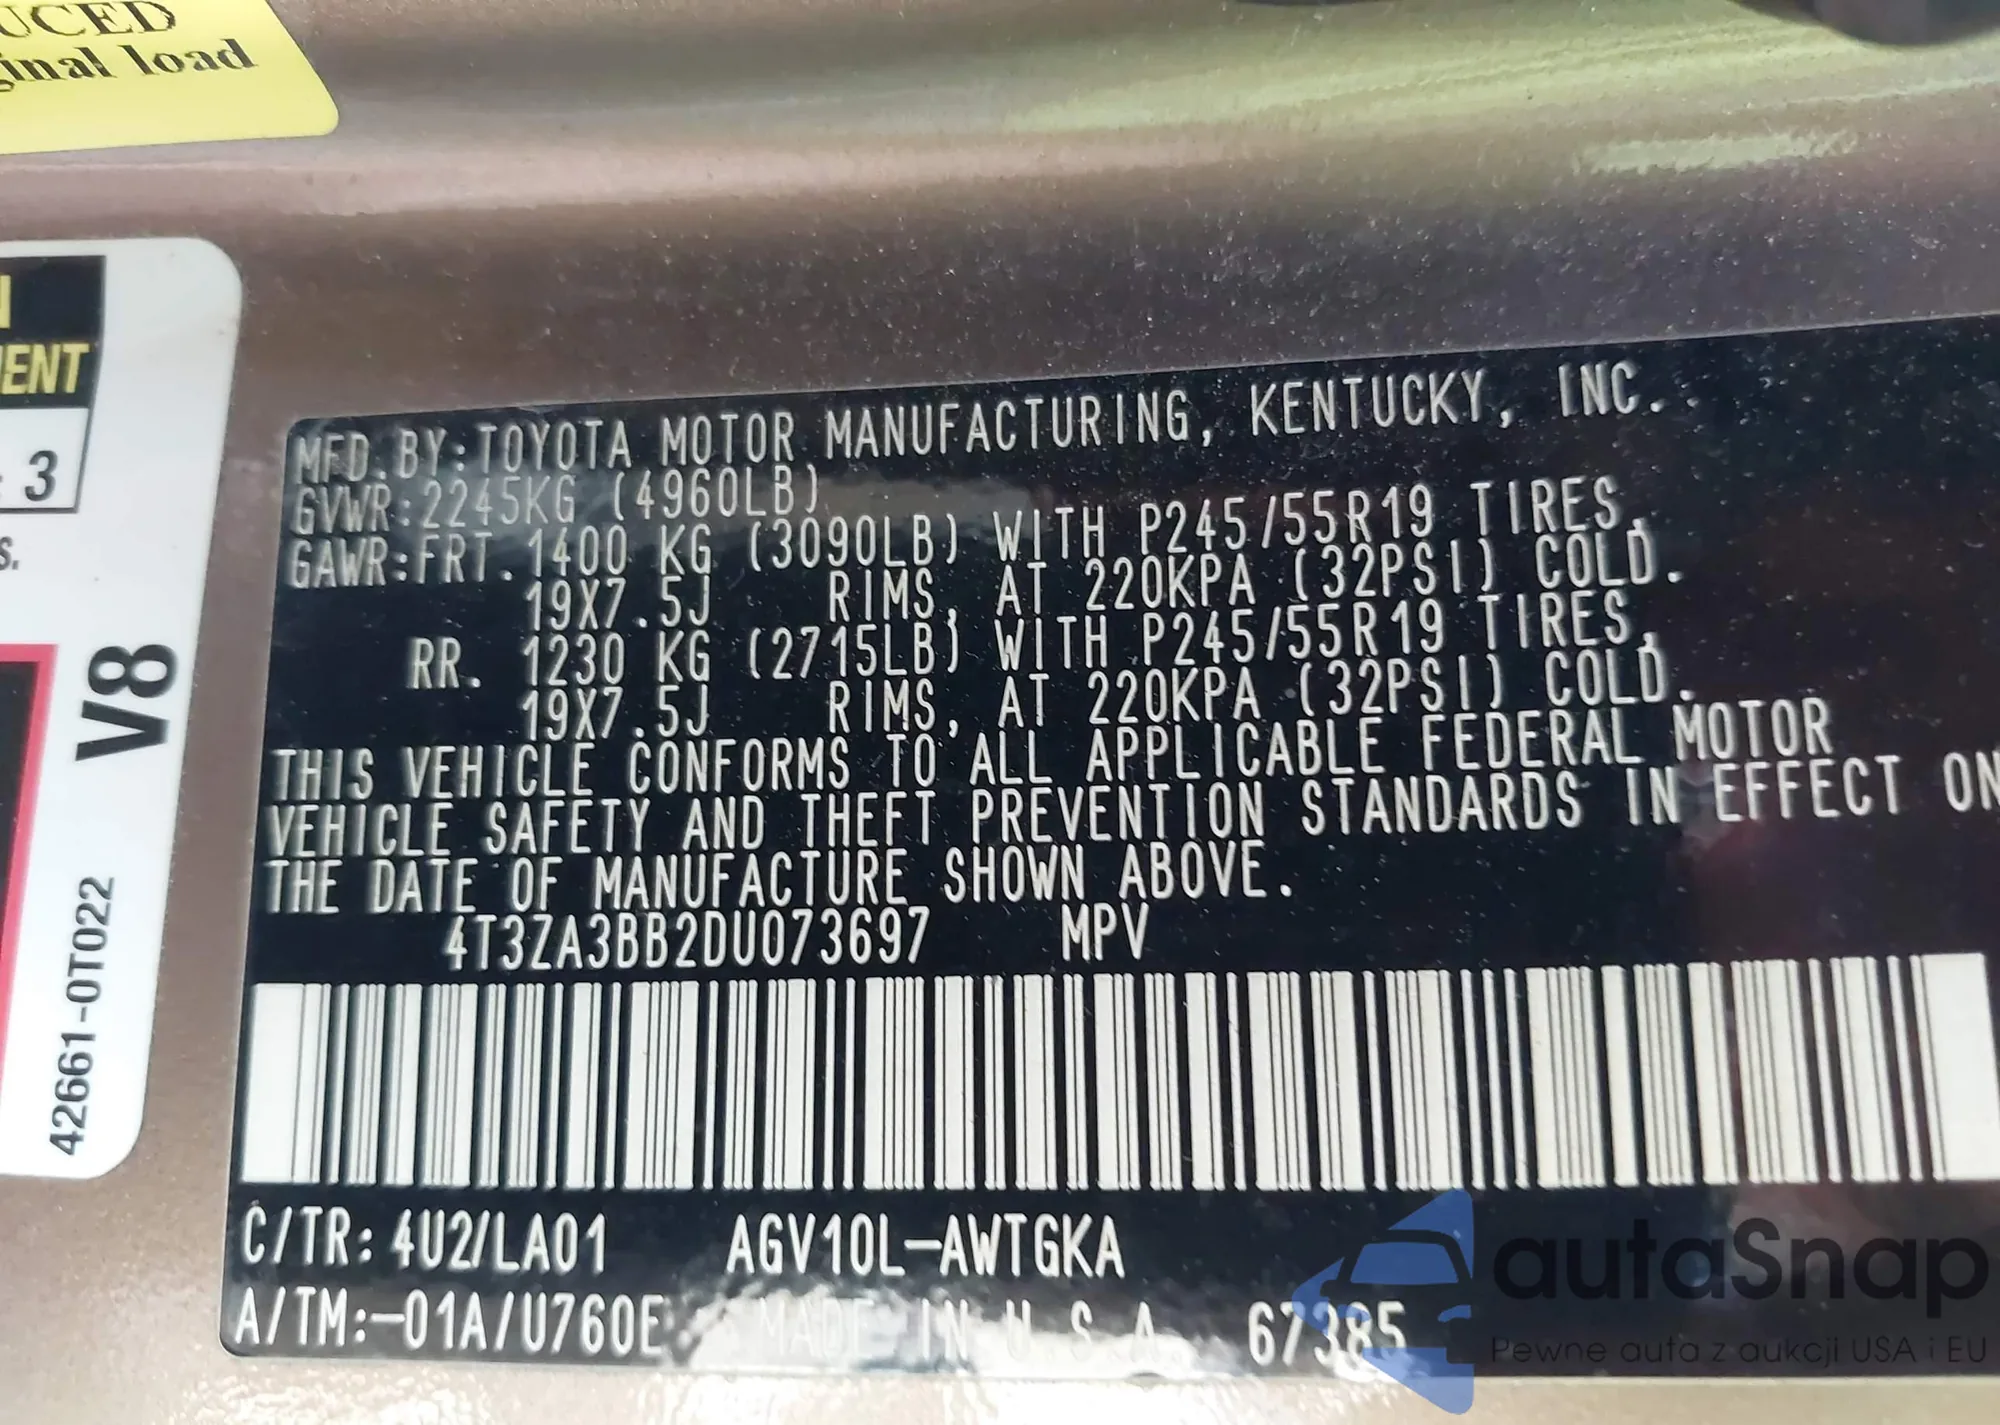 UCED
ginal load
N
MENT
: 3
s.
V8
42661-0T022
MFD. BY: TOYOTA MOTOR MANUFACTURING, KENTUCKY, INC.
GVWR: 2245KG (4960LB)
GAWR: FRT. 1400 KG (3090LB) WITH P245/55R19 TIRES,
19X7.5J RIMS, AT 220KPA (32PSI) COLD.
RR. 1230 KG (2715LB) WITH P245/55R19 TIRES,
19X7.5J RIMS, AT 220KPA (32PSI) COLD.
THIS VEHICLE CONFORMS TO ALL APPLICABLE FEDERAL MOTOR
VEHICLE SAFETY AND THEFT PREVENTION STANDARDS IN EFFECT ON
THE DATE OF MANUFACTURE SHOWN ABOVE.
4T3ZA3BB2DU073697 MPV
C/TR: 4U2/LA01 AGV10L-AWTGKA
A/TM:-01A/U760E MADE IN U.S.A. 67385
autoSnap
Pewne auta z aukcji USA i EU